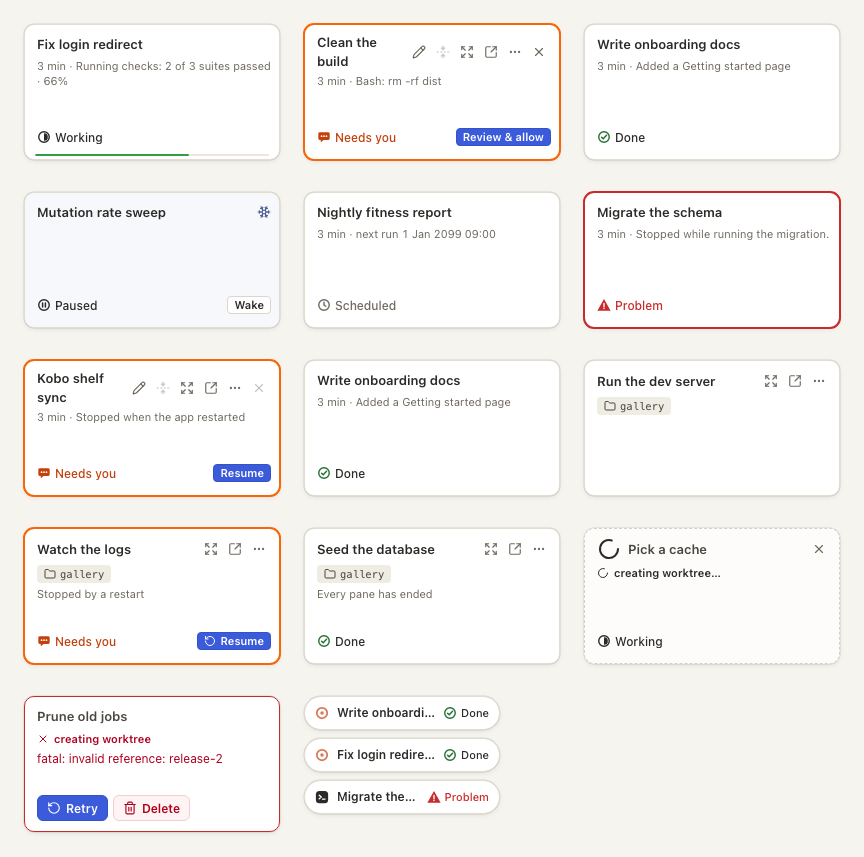 Fix login redirect
3 min · Running checks: 2 of 3 suites passed
· 66%
Working
Clean the
build
3 min · Bash: rm -rf dist
Needs you
Review & allow
Write onboarding docs
3 min · Added a Getting started page
Done
Mutation rate sweep
Paused
Wake
Nightly fitness report
3 min · next run 1 Jan 2099 09:00
Scheduled
Migrate the schema
3 min · Stopped while running the migration.
Problem
Kobo shelf
sync
3 min · Stopped when the app restarted
Needs you
Resume
Write onboarding docs
3 min · Added a Getting started page
Done
Run the dev server
gallery
Watch the logs
gallery
Stopped by a restart
Needs you
Resume
Seed the database
gallery
Every pane has ended
Done
Pick a cache
creating worktree...
Working
Prune old jobs
creating worktree
fatal: invalid reference: release-2
Retry
Delete
Write onboardi... Done
Fix login redire... Done
Migrate the... Problem